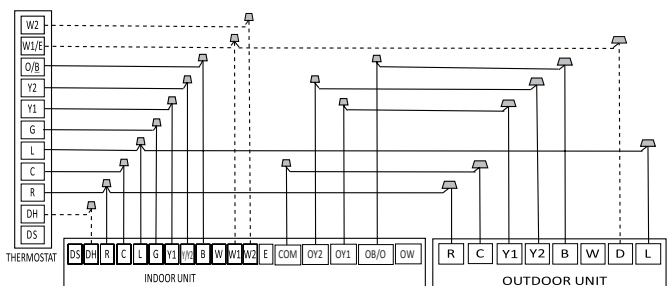 W2
W1/E
O/B
Y2
Y1
G
L
C
R
DH
DS
THERMOSTAT
DS DH R C L G Y1 Y/Y2 B W W1 W2 E COM OY2 OY1 OB/O OW
INDOOR UNIT
R C Y1 Y2 B W D L
OUTDOOR UNIT